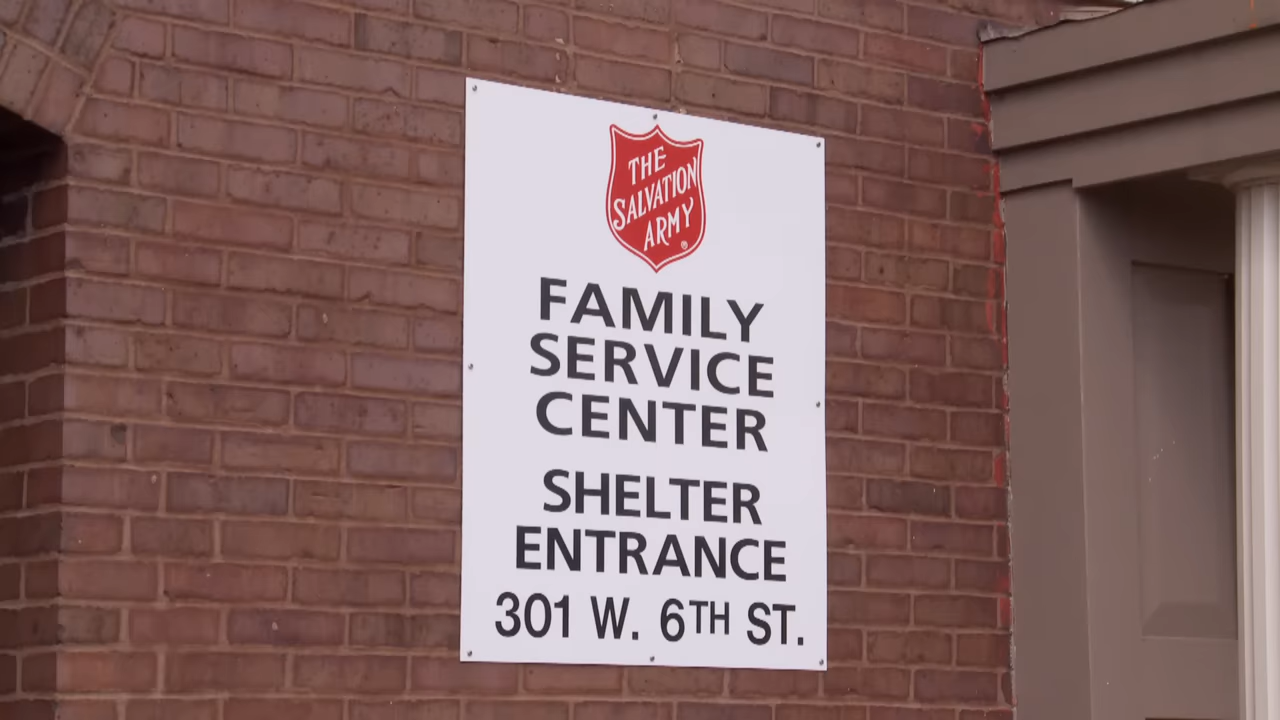 THE
SALVATION
ARMY
®
FAMILY
SERVICE
CENTER
SHELTER
ENTRANCE
301 W. 6TH ST.